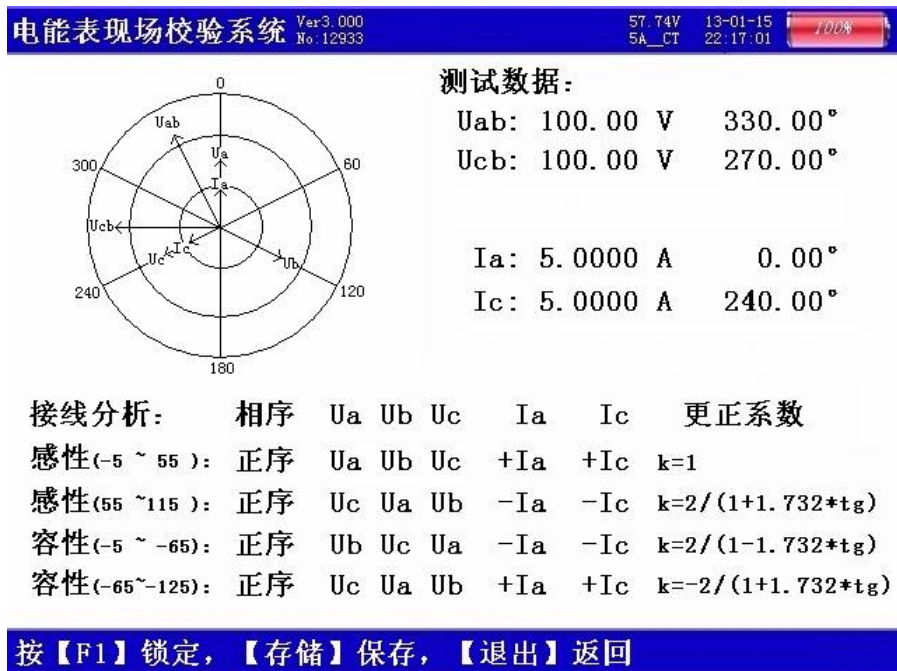 电能表现场校验系统 Ver3.000 No:12933 57.74V 5A__CT 13-01-15 22:17:01 100%
0
60
120
180
240
300
Uab
Ua
Ia
Ucb
Uc
Ic
Ub
测试数据:
Uab: 100.00 V 330.00°
Ucb: 100.00 V 270.00°
Ia: 5.0000 A 0.00°
Ic: 5.0000 A 240.00°
接线分析: 相序 Ua Ub Uc Ia Ic 更正系数
感性(-5 ~ 55 ): 正序 Ua Ub Uc +Ia +Ic k=1
感性(55 ~115 ): 正序 Uc Ua Ub -Ia -Ic k=2/(1+1.732*tg)
容性(-5 ~ -65): 正序 Ub Uc Ua -Ia -Ic k=2/(1-1.732*tg)
容性(-65~-125): 正序 Uc Ua Ub +Ia +Ic k=-2/(1+1.732*tg)
按【F1】锁定，【存储】保存，【退出】返回